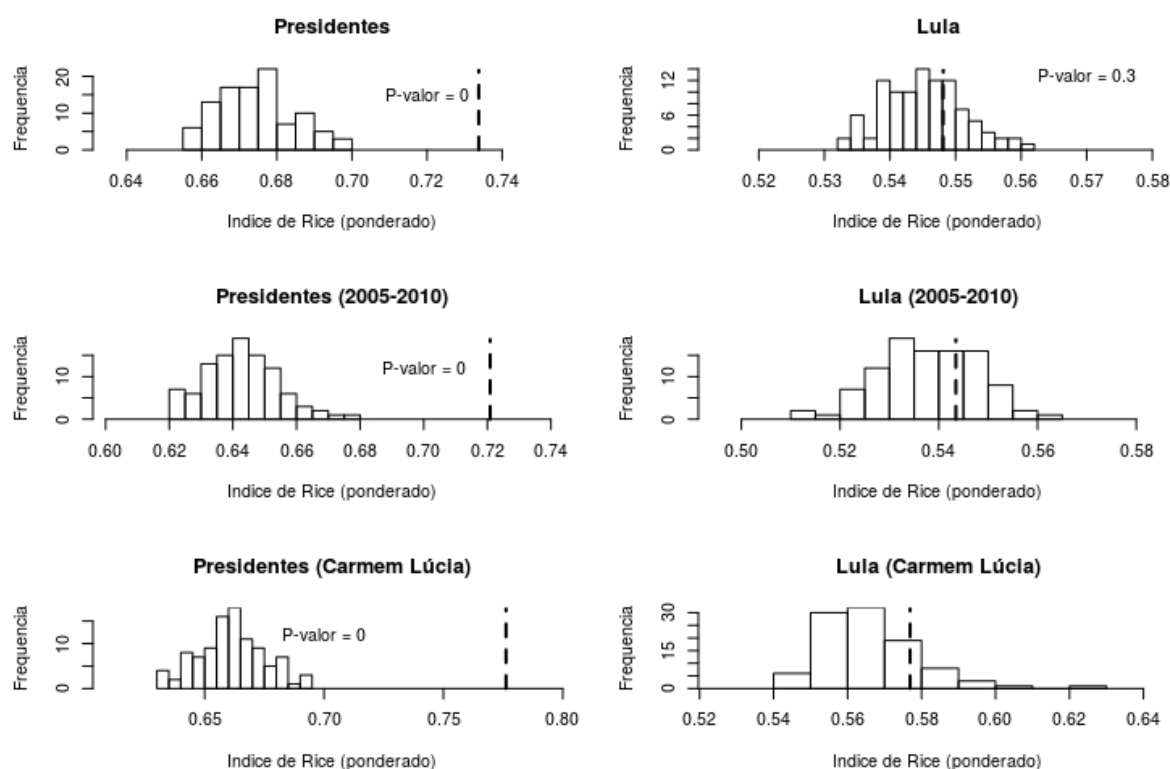 Presidentes
Frequencia
20
10
0
P-valor = 0
0.64 0.66 0.68 0.70 0.72 0.74
Indice de Rice (ponderado)
Lula
Frequencia
12
6
0
P-valor = 0.3
0.52 0.53 0.54 0.55 0.56 0.57 0.58
Indice de Rice (ponderado)
Presidentes (2005-2010)
Frequencia
10
0
P-valor = 0
0.60 0.62 0.64 0.66 0.68 0.70 0.72 0.74
Indice de Rice (ponderado)
Lula (2005-2010)
Frequencia
10
0
0.50 0.52 0.54 0.56 0.58
Indice de Rice (ponderado)
Presidentes (Carmem Lúcia)
Frequencia
10
0
P-valor = 0
0.65 0.70 0.75 0.80
Indice de Rice (ponderado)
Lula (Carmem Lúcia)
Frequencia
30
15
0
0.52 0.54 0.56 0.58 0.60 0.62 0.64
Indice de Rice (ponderado)